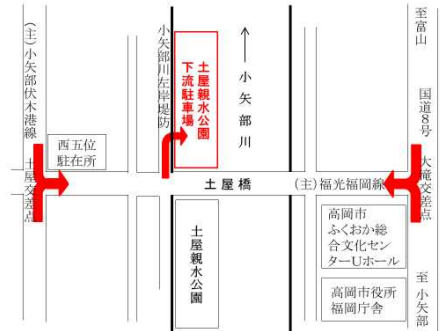 (主)小矢部伏木港線
土屋交差点
西五位
駐在所
小矢部川左岸堤防
土屋親水公園
下流駐車場
小矢部川
至富山
国道8号
大滝交差点
至小矢部
土屋橋
(主)福光福岡線
土屋親水公園
高岡市
ふくおか総
合文化セン
ターUホール
高岡市役所
福岡庁舎